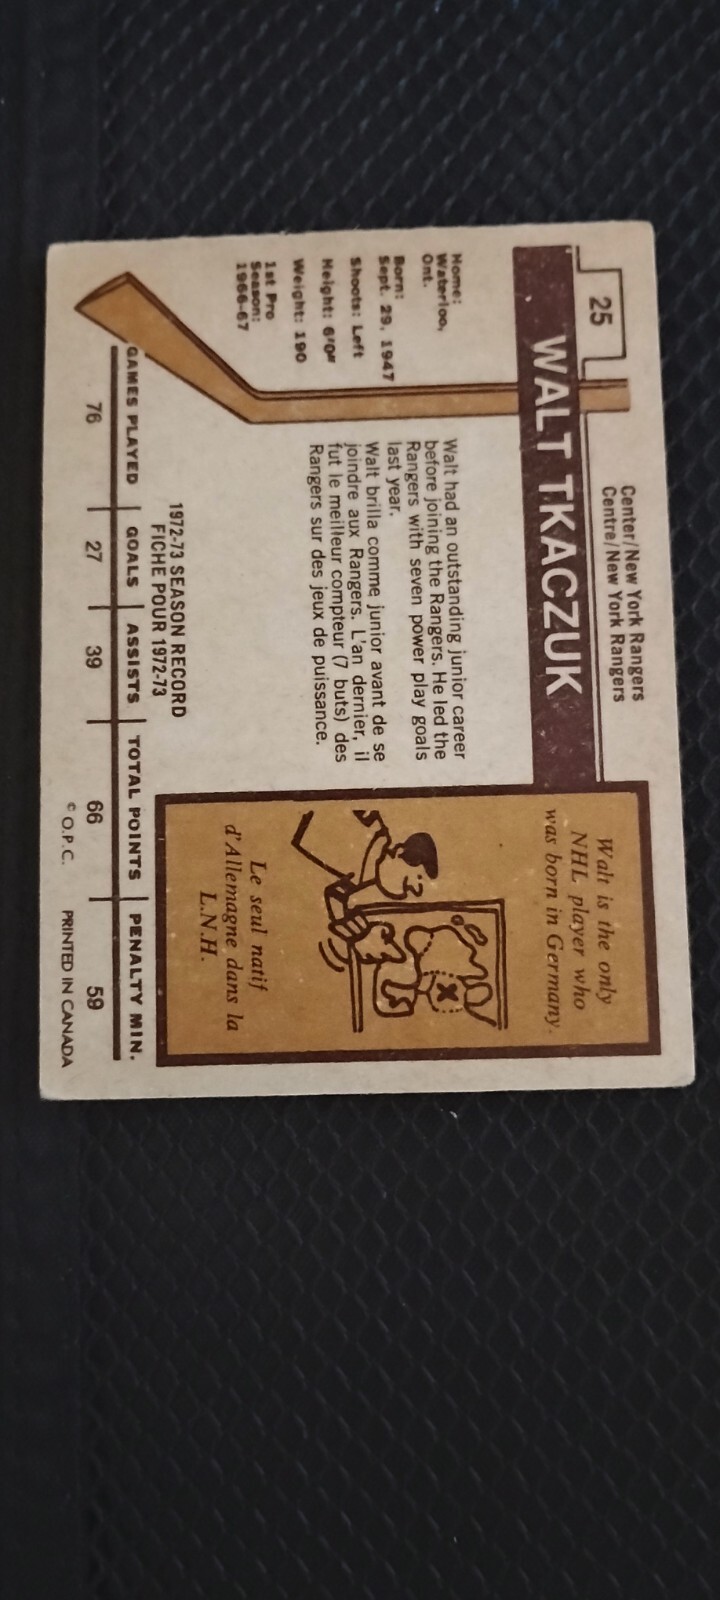 25
Center/New York Rangers
Centre/New York Rangers
WALT TKACZUK
Home:
Waterloo,
Ont.
Born:
Sept. 29, 1947
Shoots: Left
Height: 6'0"
Weight: 190
1st Pro
Season:
1966-67
Walt had an outstanding junior career
before joining the Rangers. He led the
Rangers with seven power play goals
last year.
Walt brilla comme junior avant de se
joindre aux Rangers. L'an dernier, il
fut le meilleur compteur (7 buts) des
Rangers sur des jeux de puissance.
Walt is the only
NHL player who
was born in Germany.
X
Le seul natif
d'Allemagne dans la
L.N.H.
1972-73 SEASON RECORD
FICHE POUR 1972-73
GAMES PLAYED GOALS ASSISTS TOTAL POINTS PENALTY MIN.
76 27 39 66 59
© O.P.C. PRINTED IN CANADA